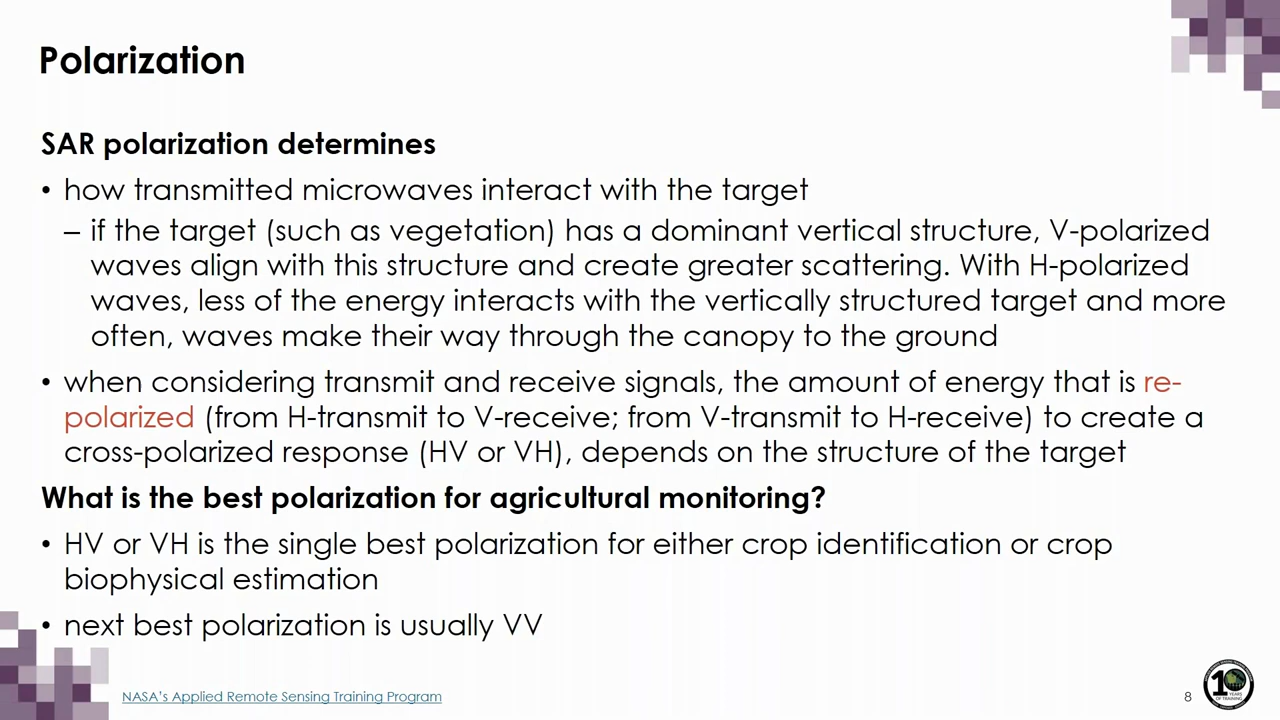 Polarization
SAR polarization determines
• how transmitted microwaves interact with the target
– if the target (such as vegetation) has a dominant vertical structure, V-polarized
waves align with this structure and create greater scattering. With H-polarized
waves, less of the energy interacts with the vertically structured target and more
often, waves make their way through the canopy to the ground
• when considering transmit and receive signals, the amount of energy that is re-
polarized (from H-transmit to V-receive; from V-transmit to H-receive) to create a
cross-polarized response (HV or VH), depends on the structure of the target
What is the best polarization for agricultural monitoring?
• HV or VH is the single best polarization for either crop identification or crop
biophysical estimation
• next best polarization is usually VV
NASA's Applied Remote Sensing Training Program
8
10
YEARS
OF TRAINING